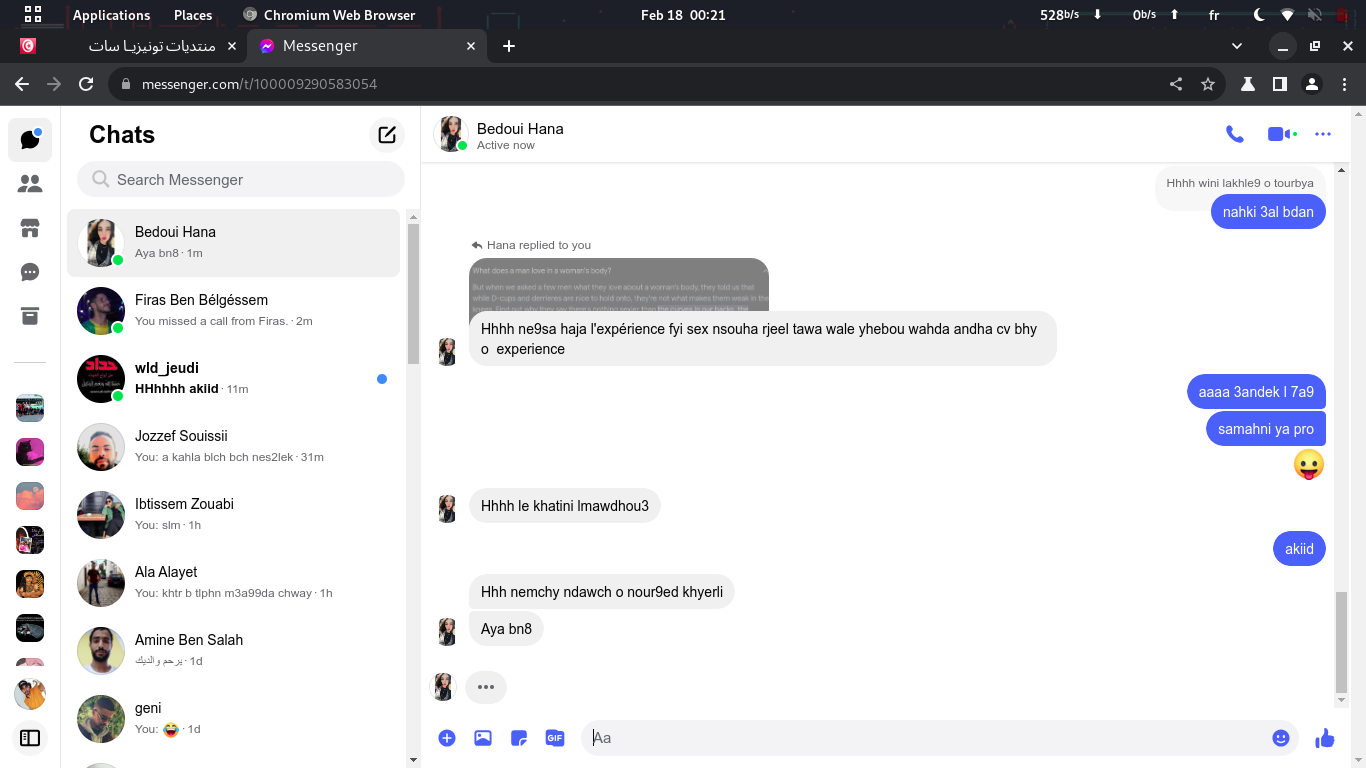 Applications Places Chromium Web Browser Feb 18 00:21 528b/s 0b/s fr
منتديات تونيزيـا سات Messenger
messenger.com/t/100009290583054
Chats
Search Messenger
Bedoui Hana
Aya bn8 · 1m
Firas Ben Bélgéssem
You missed a call from Firas. · 2m
wld_jeudi
HHhhhh akiid · 11m
Jozzef Souissii
You: a kahla blch bch nes2lek · 31m
Ibtissem Zouabi
You: slm · 1h
Ala Alayet
You: khtr b tlphn m3a99da chway · 1h
Amine Ben Salah
يرحم والديك · 1d
geni
You: 😂 · 1d
Bedoui Hana
Active now
Hhhh wini lakhle9 o tourbya
nahki 3al bdan
Hana replied to you
What does a man love in a woman's body?
But when we asked a few men what they love about a woman's body, they told us that
while D-cups and derrieres are nice to hold onto, they're not what makes them weak in the
Hhhh ne9sa haja l'expérience fyi sex nsouha rjeel tawa wale yhebou wahda andha cv bhy
o experience
aaaa 3andek l 7a9
samahni ya pro
😛
Hhhh le khatini lmawdhou3
akiid
Hhh nemchy ndawch o nour9ed khyerli
Aya bn8
GIF Aa